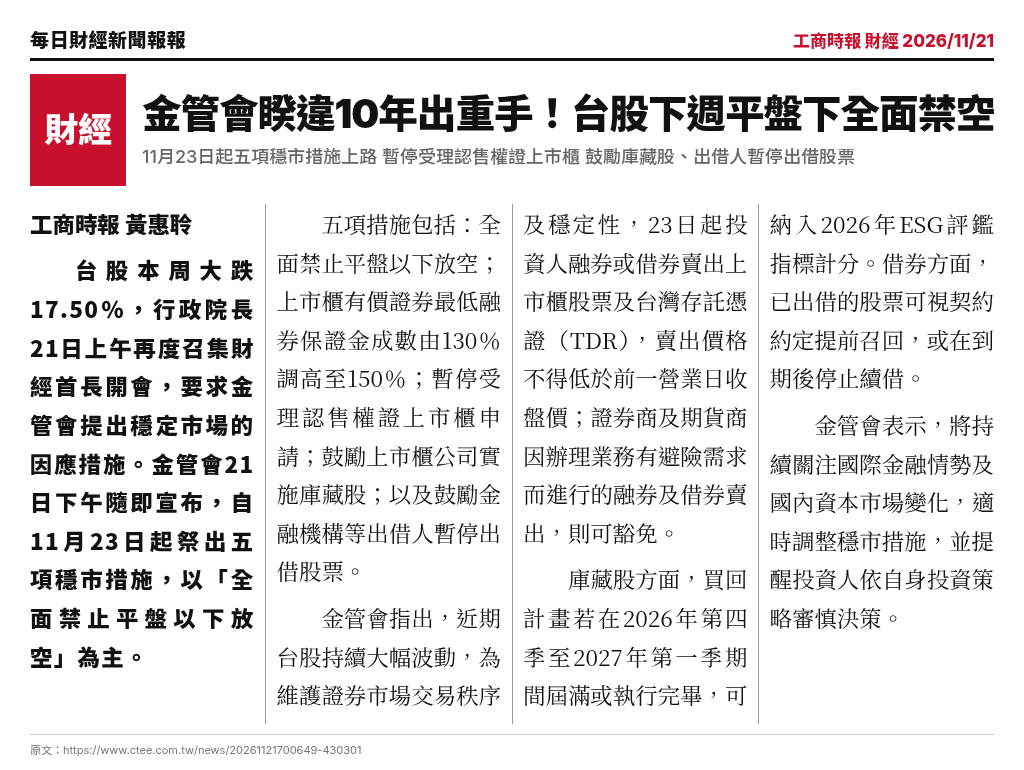 每日財經新聞報報
工商時報 財經 2026/11/21
財經
金管會睽違10年出重手！台股下週平盤下全面禁空
11月23日起五項穩市措施上路 暫停受理認售權證上市櫃 鼓勵庫藏股、出借人暫停出借股票
工商時報 黃惠聆
台股本周大跌
17.50%，行政院長
21日上午再度召集財
經首長開會，要求金
管會提出穩定市場的
因應措施。金管會21
日下午隨即宣布，自
11月23日起祭出五
項穩市措施，以「全
面禁止平盤以下放
空」為主。
五項措施包括：全
面禁止平盤以下放空；
上市櫃有價證券最低融
券保證金成數由130%
調高至150%；暫停受
理認售權證上市櫃申
請；鼓勵上市櫃公司實
施庫藏股；以及鼓勵金
融機構等出借人暫停出
借股票。
金管會指出，近期
台股持續大幅波動，為
維護證券市場交易秩序
及穩定性，23日起投
資人融券或借券賣出上
市櫃股票及台灣存託憑
證（TDR），賣出價格
不得低於前一營業日收
盤價；證券商及期貨商
因辦理業務有避險需求
而進行的融券及借券賣
出，則可豁免。
庫藏股方面，買回
計畫若在2026年第四
季至2027年第一季期
間屆滿或執行完畢，可
納入2026年ESG評鑑
指標計分。借券方面，
已出借的股票可視契約
約定提前召回，或在到
期後停止續借。
金管會表示，將持
續關注國際金融情勢及
國內資本市場變化，適
時調整穩市措施，並提
醒投資人依自身投資策
略審慎決策。
原文：https://www.ctee.com.tw/news/20261121700649-430301